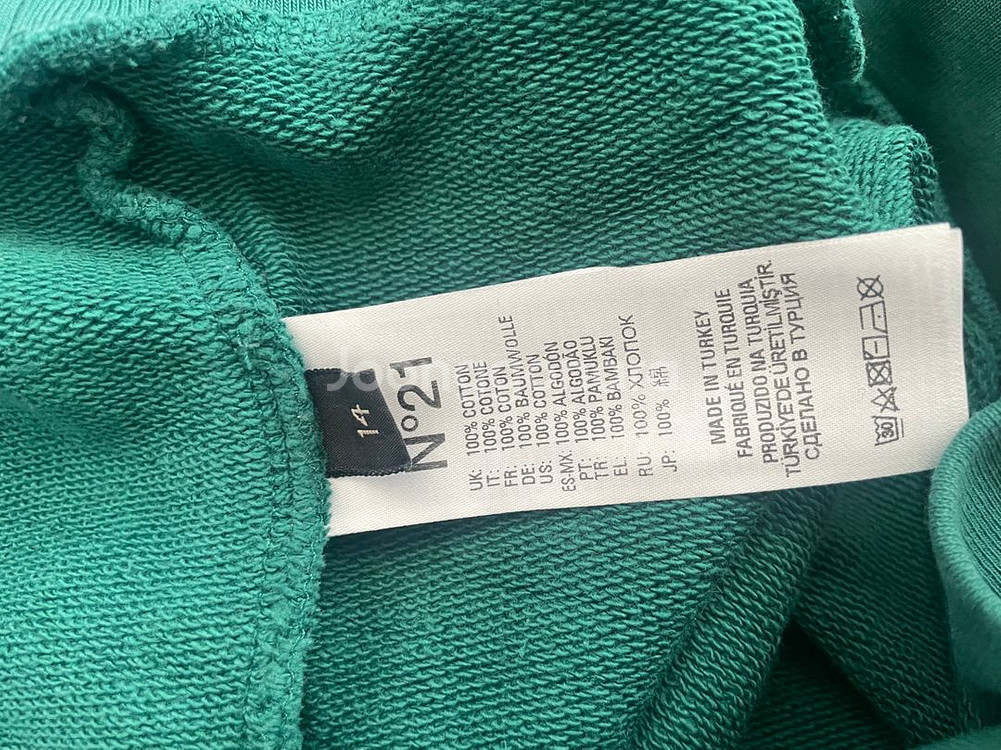 14
N°21
UK: 100% COTTON
IT: 100% COTONE
FR: 100% COTON
DE: 100% BAUMWOLLE
US: 100% COTTON
ES-MX: 100% ALGODÓN
PT: 100% ALGODÃO
TR: 100% PAMUKLU
EL: 100% BAMBAKI
RU: 100% ХЛОПОК
JP: 100% 綿
MADE IN TURKEY
FABRIQUÉ EN TURQUIE
PRODUZIDO NA TURQUIA
TÜRKİYE'DE ÜRETİLMİŞTİR.
СДЕЛАНО В ТУРЦИЯ
30